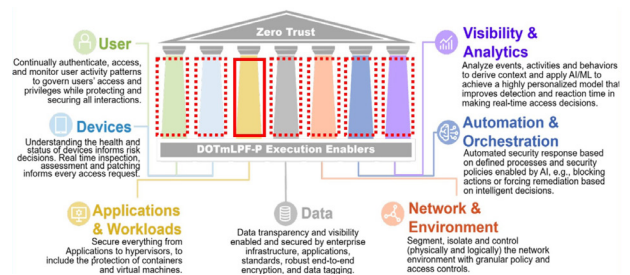 Zero Trust
DOTmLPF-P Execution Enablers
User
Continually authenticate, access,
and monitor user activity patterns
to govern users' access and
privileges while protecting and
securing all interactions.
Devices
Understanding the health and
status of devices informs risk
decisions. Real time inspection,
assessment and patching
informs every access request.
Applications
& Workloads
Secure everything from
Applications to hypervisors, to
include the protection of containers
and virtual machines.
Data
Data transparency and visibility
enabled and secured by enterprise
infrastructure, applications,
standards, robust end-to-end
encryption, and data tagging.
Network &
Environment
Segment, isolate and control
(physically and logically) the network
environment with granular policy and
access controls.
Automation &
Orchestration
Automated security response based
on defined processes and security
policies enabled by AI, e.g., blocking
actions or forcing remediation based
on intelligent decisions.
Visibility &
Analytics
Analyze events, activities and behaviors
to derive context and apply AI/ML to
achieve a highly personalized model that
improves detection and reaction time in
making real-time access decisions.